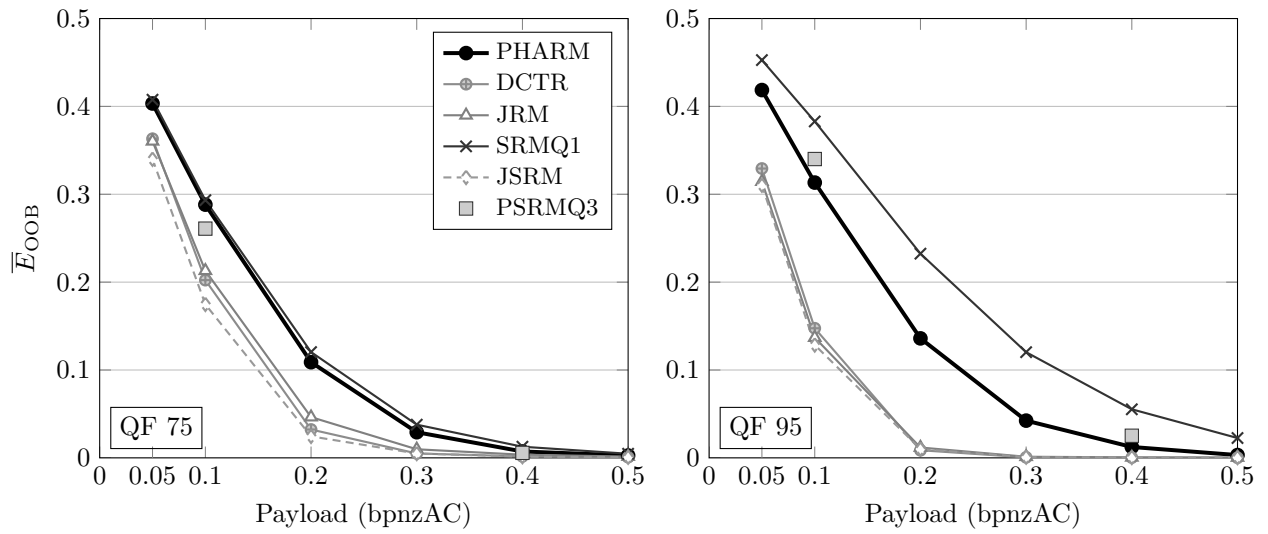 0.5
0.4
0.3
0.2
0.1
0
E̅OOB
PHARM
DCTR
JRM
SRMQ1
JSRM
PSRMQ3
QF 75
0 0.05 0.1 0.2 0.3 0.4 0.5
Payload (bpnzAC)
0.5
0.4
0.3
0.2
0.1
0
QF 95
0 0.05 0.1 0.2 0.3 0.4 0.5
Payload (bpnzAC)